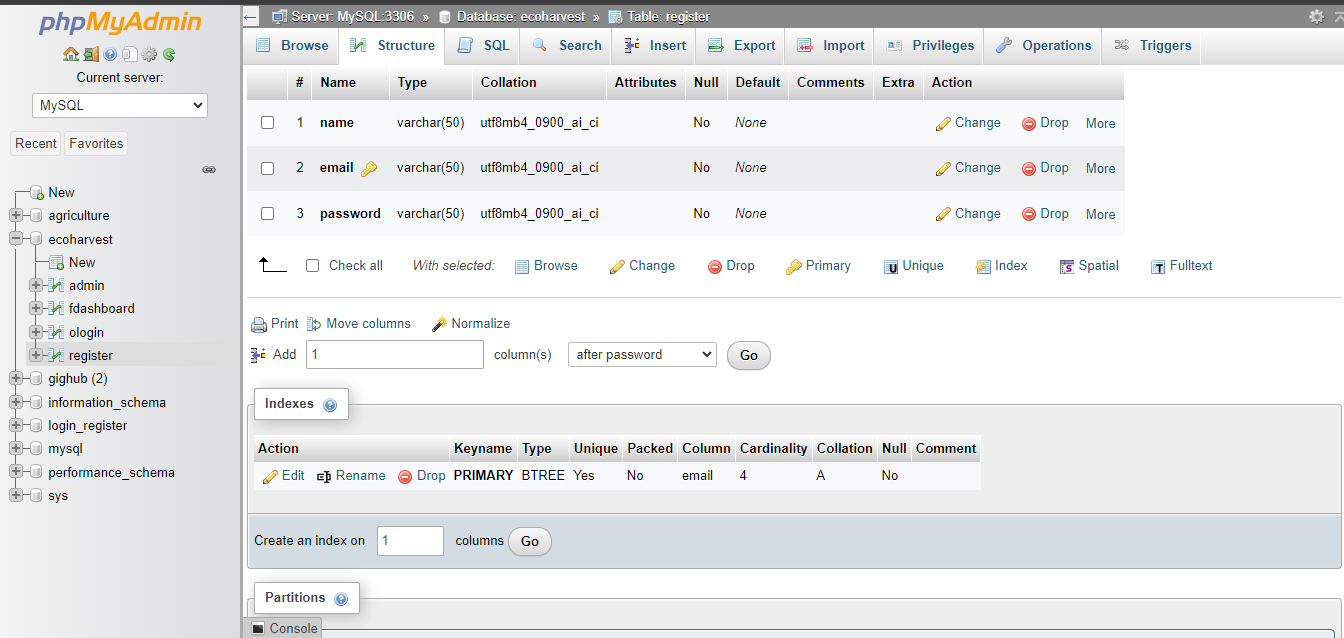 phpMyAdmin
Current server:
MySQL
Recent Favorites
New
agriculture
ecoharvest
New
admin
fdashboard
ologin
register
gighub (2)
information_schema
login_register
mysql
performance_schema
sys
Server: MySQL:3306 » Database: ecoharvest » Table: register
Browse Structure SQL Search Insert Export Import Privileges Operations Triggers
# Name Type Collation Attributes Null Default Comments Extra Action
1 name varchar(50) utf8mb4_0900_ai_ci No None Change Drop More
2 email varchar(50) utf8mb4_0900_ai_ci No None Change Drop More
3 password varchar(50) utf8mb4_0900_ai_ci No None Change Drop More
Check all With selected: Browse Change Drop Primary Unique Index Spatial Fulltext
Print Move columns Normalize
Add 1 column(s) after password Go
Indexes
Action Keyname Type Unique Packed Column Cardinality Collation Null Comment
Edit Rename Drop PRIMARY BTREE Yes No email 4 A No
Create an index on 1 columns Go
Partitions
Console